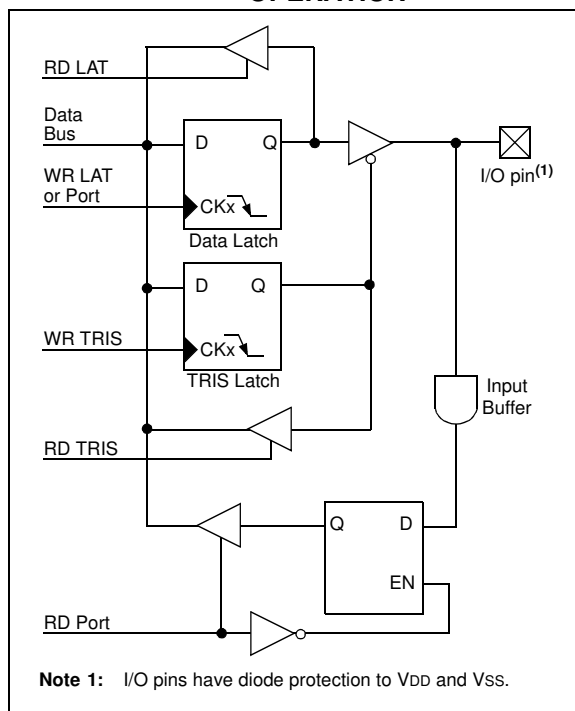 OPERATION
RD LAT
Data
Bus
D Q
WR LAT
or Port
CKx
Data Latch
I/O pin(1)
D Q
WR TRIS
CKx
TRIS Latch
Input
Buffer
RD TRIS
Q D
EN
RD Port
Note 1: I/O pins have diode protection to VDD and VSS.